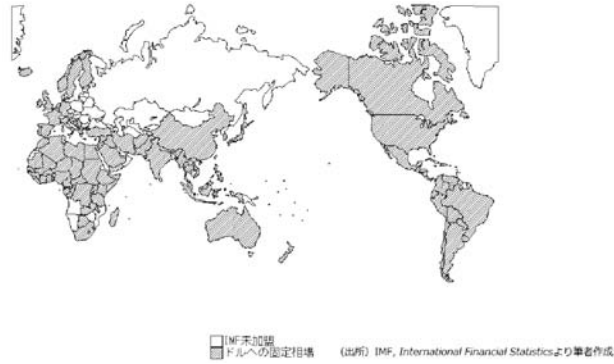 IMF未加盟
ドルへの固定相場 (出所) IMF, International Financial Statisticsより筆者作成